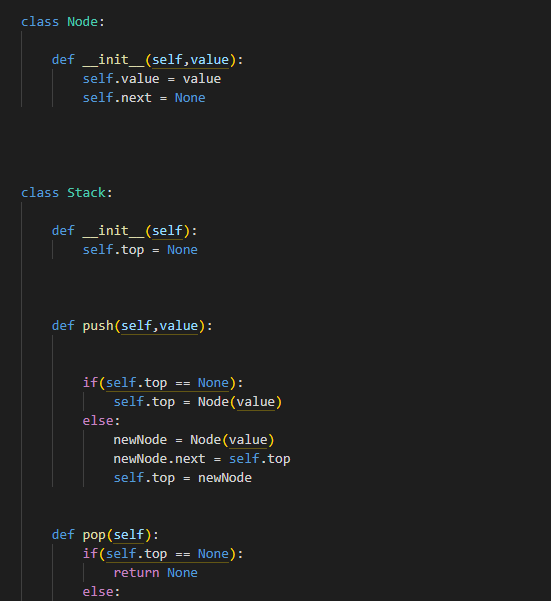 class Node:
def __init__(self,value):
self.value = value
self.next = None
class Stack:
def __init__(self):
self.top = None
def push(self,value):
if(self.top == None):
self.top = Node(value)
else:
newNode = Node(value)
newNode.next = self.top
self.top = newNode
def pop(self):
if(self.top == None):
return None
else: